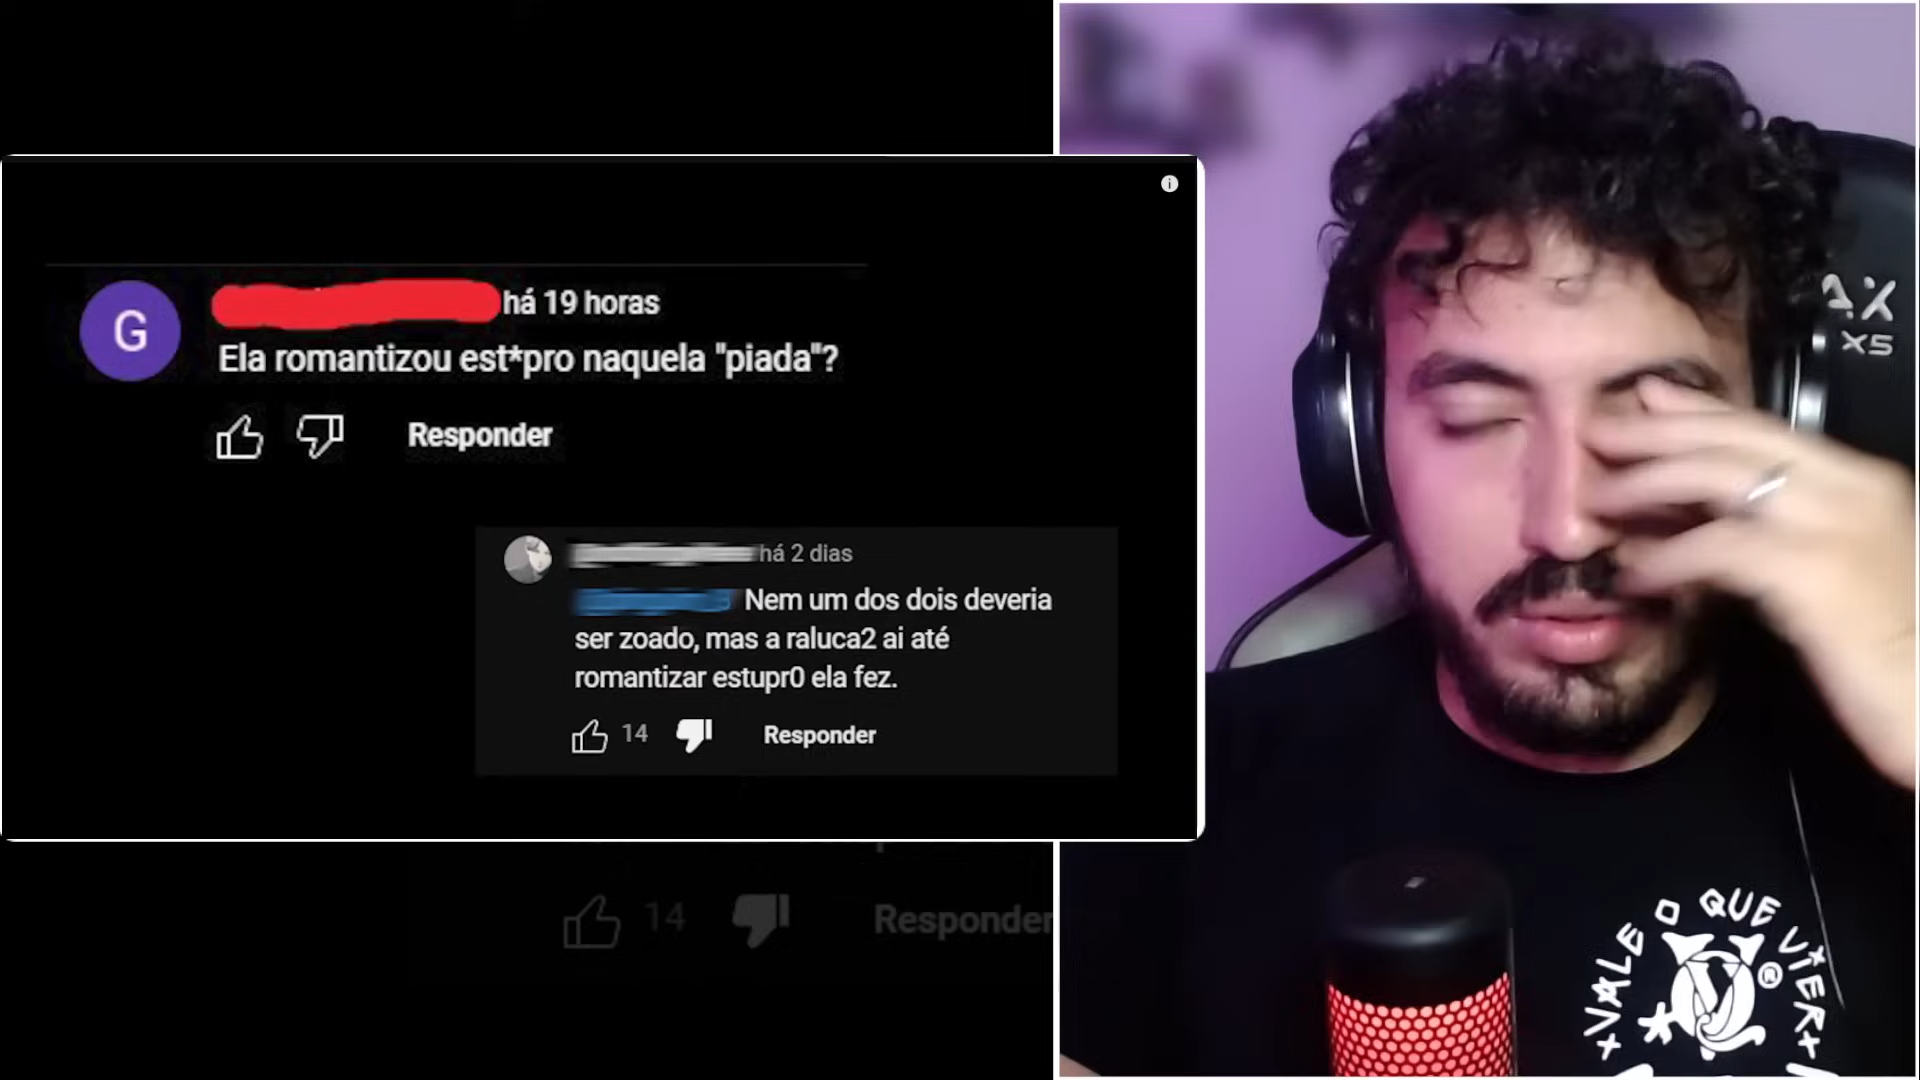 G
há 19 horas
Ela romantizou est*pro naquela "piada"?
Responder
há 2 dias
Nem um dos dois deveria
ser zoado, mas a raluca2 ai até
romantizar estupr0 ela fez.
14
Responder
14
Responder
XS
VALE O QUE VIER
®